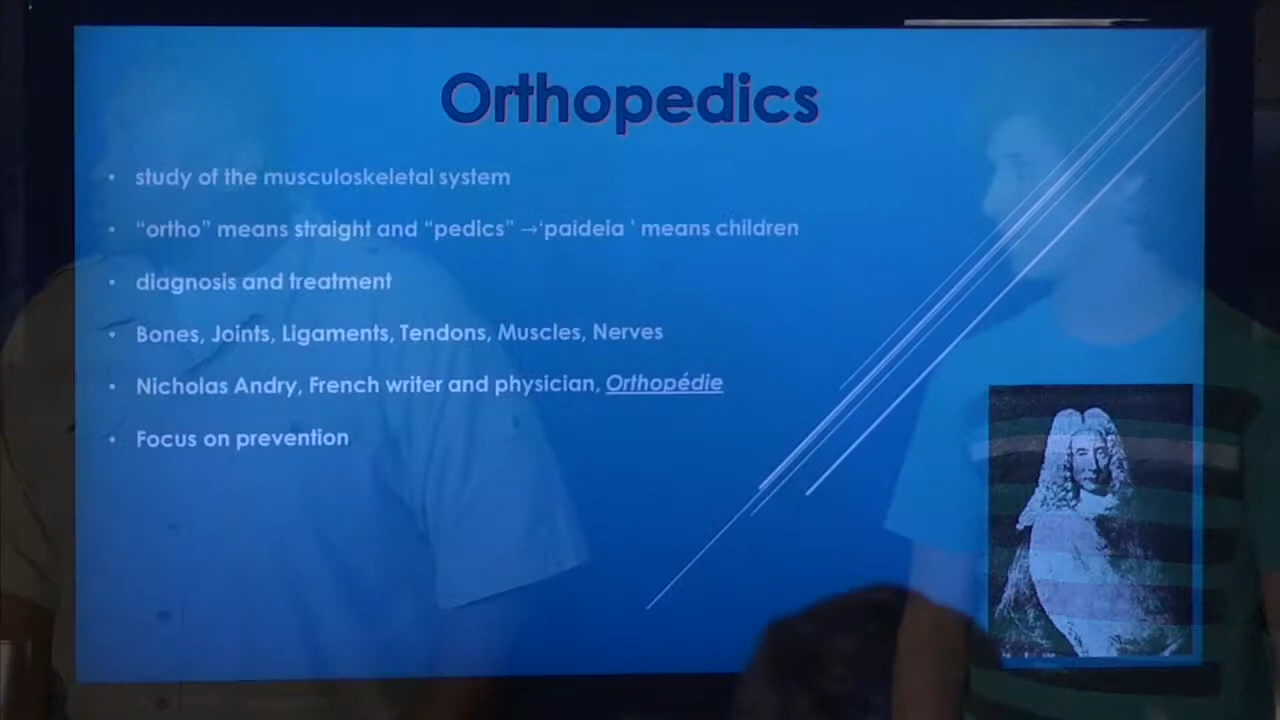 Orthopedics
• study of the musculoskeletal system
• “ortho” means straight and “pedics” →‘paideia ’ means children
• diagnosis and treatment
• Bones, Joints, Ligaments, Tendons, Muscles, Nerves
• Nicholas Andry, French writer and physician, Orthopédie
• Focus on prevention